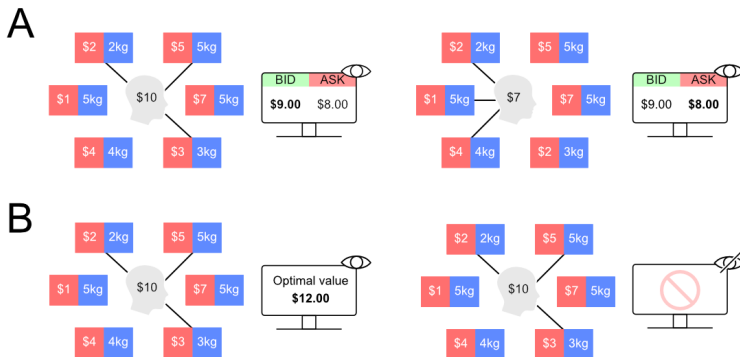 A
$2 2kg $5 5kg
$1 5kg $10 $7 5kg
$4 4kg $3 3kg
BID ASK
$9.00 $8.00
$2 2kg $5 5kg
$1 5kg $7 $7 5kg
$4 4kg $2 3kg
BID ASK
$9.00 $8.00
B
$2 2kg $5 5kg
$1 5kg $10 $7 5kg
$4 4kg $3 3kg
Optimal value
$12.00
$2 2kg $5 5kg
$1 5kg $10 $7 5kg
$4 4kg $3 3kg